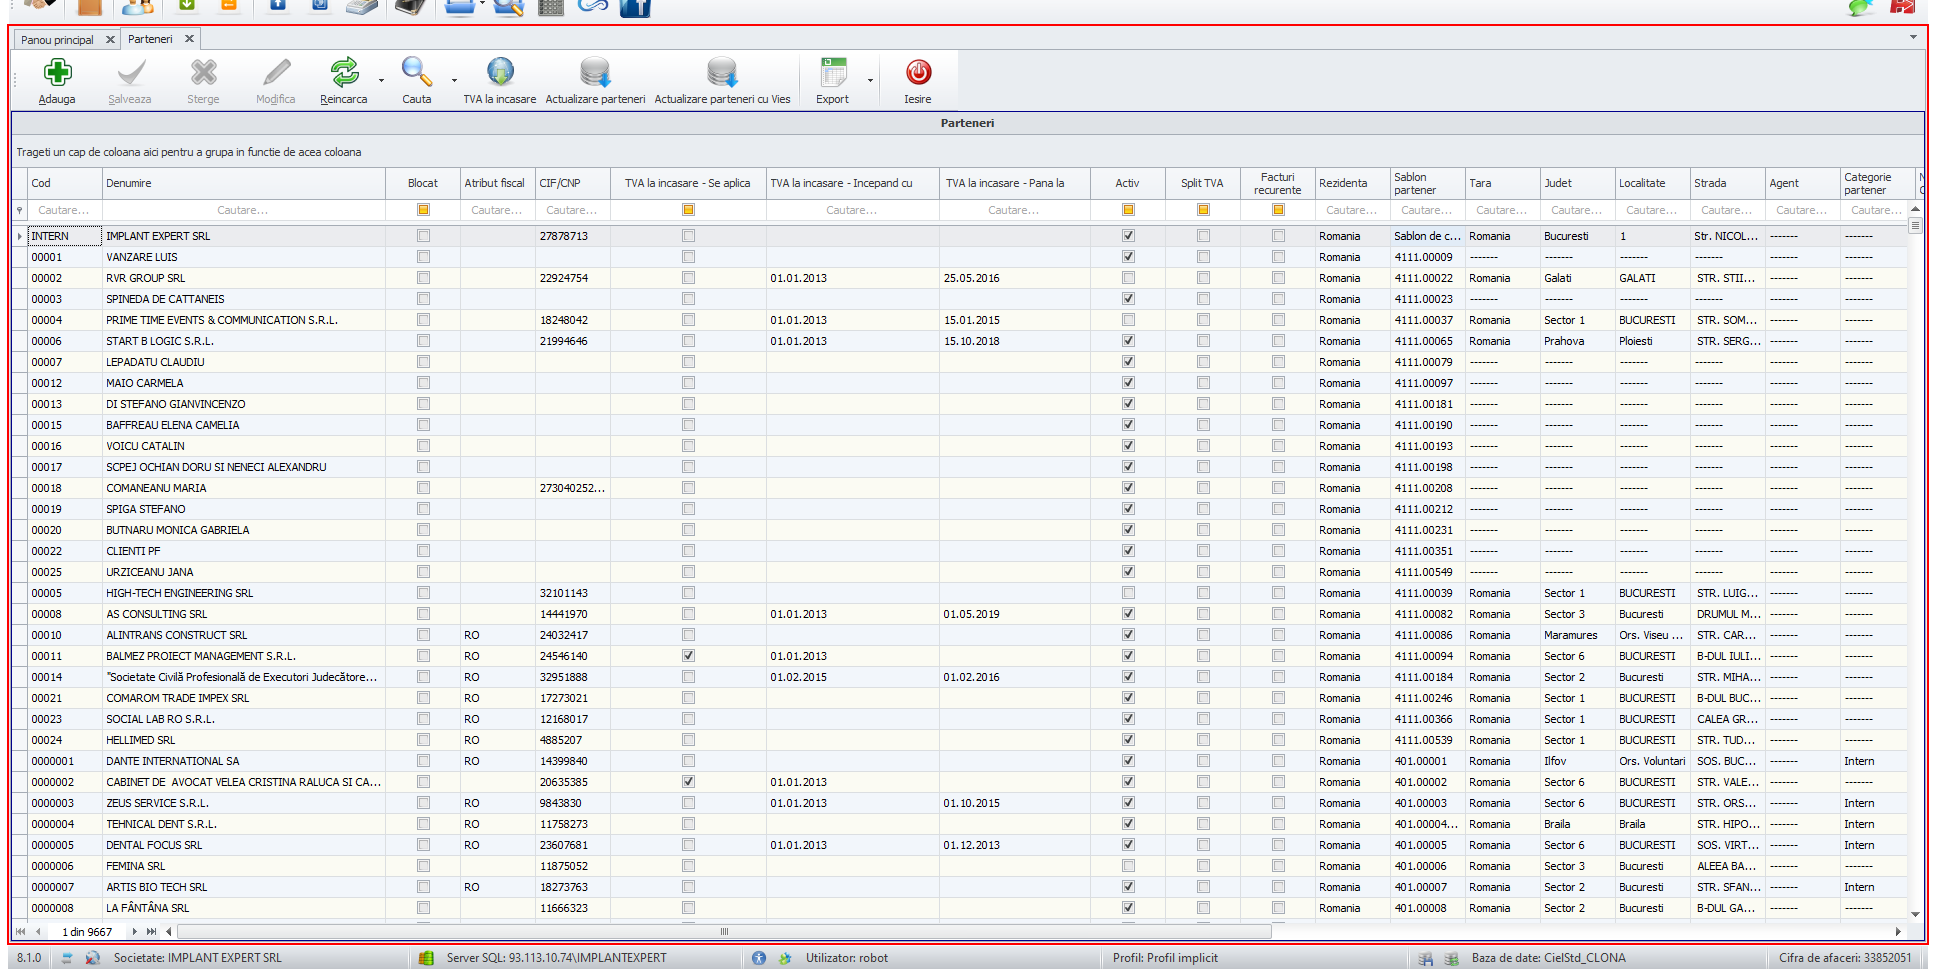 Panou principal Parteneri
Adauga Salveaza Sterge Modifica Reincarca Cauta TVA la incasare Actualizare parteneri Actualizare parteneri cu Vies Export Iesire
Parteneri
Trageti un cap de coloana aici pentru a grupa in functie de acea coloana
Cod Denumire Blocat Atribut fiscal CIF/CNP TVA la incasare - Se aplica TVA la incasare - Incepand cu TVA la incasare - Pana la Activ Split TVA Facturi recurente Rezidenta Sablon partener Tara Judet Localitate Strada Agent Categorie partener
Cautare... Cautare... Cautare... Cautare... Cautare... Cautare... Cautare... Cautare... Cautare... Cautare... Cautare... Cautare... Cautare... Cautare...
INTERN IMPLANT EXPERT SRL 27878713 Romania Sablon de c... Romania Bucuresti 1 Str. NICOL... ------- -------
00001 VANZARE LUIS Romania 4111.00009 ------- ------- ------- ------- ------- -------
00002 RVR GROUP SRL 22924754 01.01.2013 25.05.2016 Romania 4111.00022 Romania Galati GALATI STR. STII... ------- -------
00003 SPINEDA DE CATTANEIS Romania 4111.00023 ------- ------- ------- ------- ------- -------
00004 PRIME TIME EVENTS & COMMUNICATION S.R.L. 18248042 01.01.2013 15.01.2015 Romania 4111.00037 Romania Sector 1 BUCURESTI STR. SOM... ------- -------
00006 START B LOGIC S.R.L. 21994646 01.01.2013 15.10.2018 Romania 4111.00065 Romania Prahova Ploiesti STR. SERG... ------- -------
00007 LEPADATU CLAUDIU Romania 4111.00079 ------- ------- ------- ------- ------- -------
00012 MAIO CARMELA Romania 4111.00097 ------- ------- ------- ------- ------- -------
00013 DI STEFANO GIANVINCENZO Romania 4111.00181 ------- ------- ------- ------- ------- -------
00015 BAFFREAU ELENA CAMELIA Romania 4111.00190 ------- ------- ------- ------- ------- -------
00016 VOICU CATALIN Romania 4111.00193 ------- ------- ------- ------- ------- -------
00017 SCPEJ OCHIAN DORU SI NENECI ALEXANDRU Romania 4111.00198 ------- ------- ------- ------- ------- -------
00018 COMANEANU MARIA 273040252... Romania 4111.00208 ------- ------- ------- ------- ------- -------
00019 SPIGA STEFANO Romania 4111.00212 ------- ------- ------- ------- ------- -------
00020 BUTNARU MONICA GABRIELA Romania 4111.00231 ------- ------- ------- ------- ------- -------
00022 CLIENTI PF Romania 4111.00351 ------- ------- ------- ------- ------- -------
00025 URZICEANU JANA Romania 4111.00549 ------- ------- ------- ------- ------- -------
00005 HIGH-TECH ENGINEERING SRL 32101143 Romania 4111.00039 Romania Sector 1 BUCURESTI STR. LUIG... ------- -------
00008 AS CONSULTING SRL 14441970 01.01.2013 01.05.2019 Romania 4111.00082 Romania Sector 3 Bucuresti DRUMUL M... ------- -------
00010 ALINTRANS CONSTRUCT SRL RO 24032417 Romania 4111.00086 Romania Maramures Ors. Viseu ... STR. CAR... ------- -------
00011 BALMEZ PROIECT MANAGEMENT S.R.L. RO 24546140 01.01.2013 Romania 4111.00094 Romania Sector 6 BUCURESTI B-DUL IULI... ------- -------
00014 "Societate Civilă Profesională de Executori Judecătore... RO 32951888 01.02.2015 01.02.2016 Romania 4111.00184 Romania Sector 2 Bucuresti STR. MIHA... ------- -------
00021 COMAROM TRADE IMPEX SRL RO 17273021 Romania 4111.00246 Romania Sector 1 BUCURESTI B-DUL BUC... ------- -------
00023 SOCIAL LAB RO S.R.L. RO 12168017 Romania 4111.00366 Romania Sector 1 BUCURESTI CALEA GR... ------- -------
00024 HELLIMED SRL RO 4885207 Romania 4111.00539 Romania Sector 1 BUCURESTI STR. TUD... ------- -------
0000001 DANTE INTERNATIONAL SA RO 14399840 Romania 401.00001 Romania Ilfov Ors. Voluntari SOS. BUC... ------- Intern
0000002 CABINET DE AVOCAT VELEA CRISTINA RALUCA SI CA... 20635385 01.01.2013 Romania 401.00002 Romania Sector 6 BUCURESTI STR. VALE... ------- -------
0000003 ZEUS SERVICE S.R.L. RO 9843830 01.01.2013 01.10.2015 Romania 401.00003 Romania Sector 6 BUCURESTI STR. ORS... ------- Intern
0000004 TEHNICAL DENT S.R.L. RO 11758273 Romania 401.00004... Romania Braila Braila STR. HIPO... ------- Intern
0000005 DENTAL FOCUS SRL RO 23607681 01.01.2013 01.12.2013 Romania 401.00005 Romania Sector 6 BUCURESTI SOS. VIRT... ------- Intern
0000006 FEMINA SRL 11875052 Romania 401.00006 Romania Sector 3 Bucuresti ALEEA BA... ------- -------
0000007 ARTIS BIO TECH SRL RO 18273763 Romania 401.00007 Romania Sector 2 Bucuresti STR. SFAN... ------- Intern
0000008 LA FÂNTÂNA SRL 11666323 Romania 401.00008 Romania Sector 2 Bucuresti B-DUL GA... ------- -------
1 din 9667
8.1.0 Societate: IMPLANT EXPERT SRL Server SQL: 93.113.10.74\IMPLANTEXPERT Utilizator: robot Profil: Profil implicit Baza de date: CielStd_CLONA Cifra de afaceri: 33852051